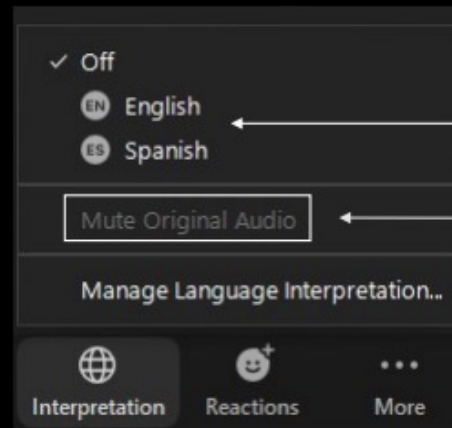 Off
EN English
ES Spanish
Mute Original Audio
Manage Language Interpretation...
Interpretation Reactions More